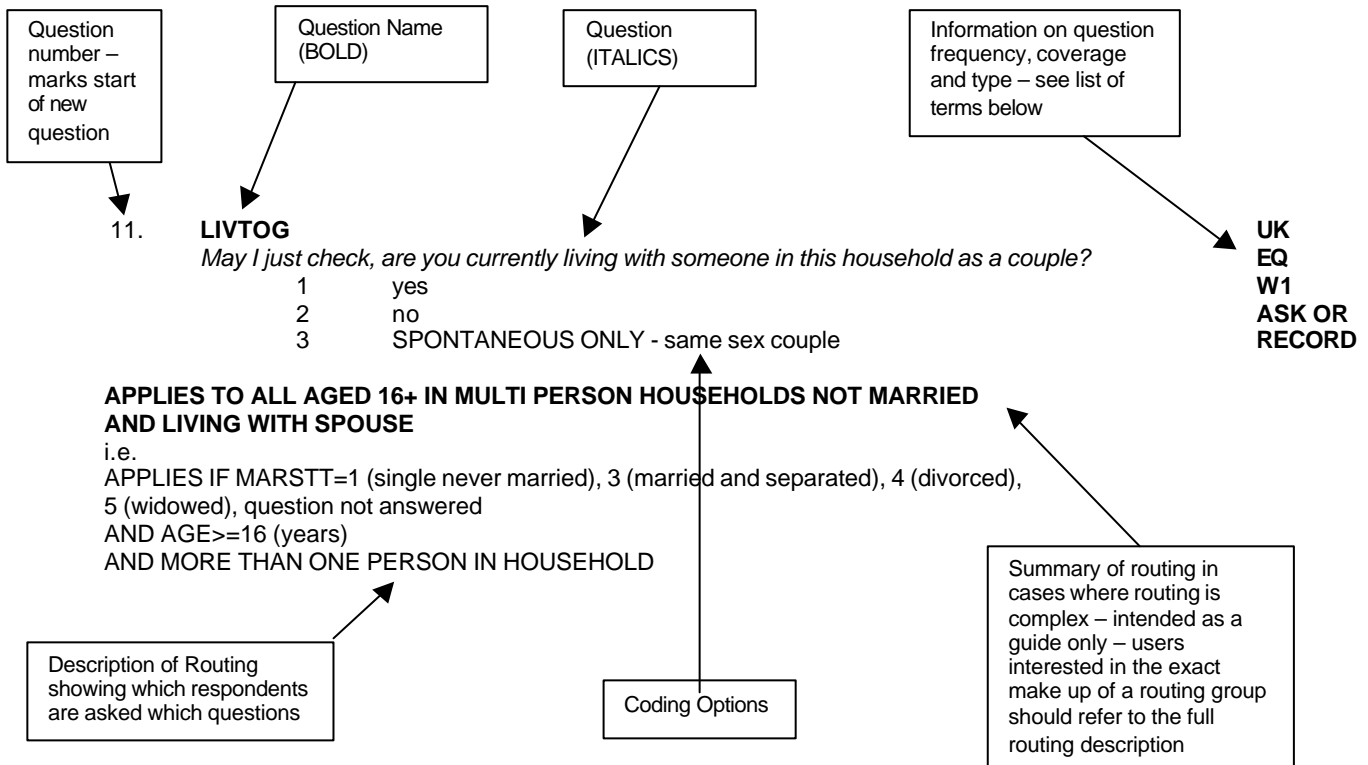 Question
number –
marks start
of new
question
Question Name
(BOLD)
Question
(ITALICS)
Information on question
frequency, coverage
and type – see list of
terms below
11. LIVTOG UK
May I just check, are you currently living with someone in this household as a couple? EQ
1 yes W1
2 no ASK OR
3 SPONTANEOUS ONLY - same sex couple RECORD
APPLIES TO ALL AGED 16+ IN MULTI PERSON HOUSEHOLDS NOT MARRIED
AND LIVING WITH SPOUSE
i.e.
APPLIES IF MARSTT=1 (single never married), 3 (married and separated), 4 (divorced),
5 (widowed), question not answered
AND AGE>=16 (years)
AND MORE THAN ONE PERSON IN HOUSEHOLD
Description of Routing
showing which respondents
are asked which questions
Coding Options
Summary of routing in
cases where routing is
complex – intended as a
guide only – users
interested in the exact
make up of a routing group
should refer to the full
routing description